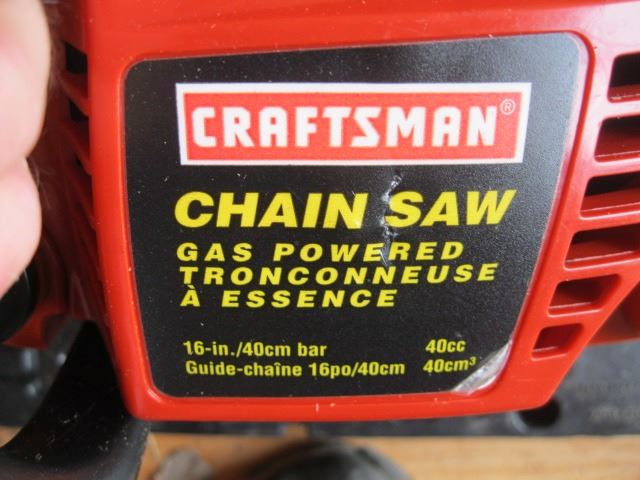 CRAFTSMAN®
CHAIN SAW
GAS POWERED
TRONCONNEUSE
À ESSENCE
16-in./40cm bar 40cc
Guide-chaîne 16po/40cm 40cm³